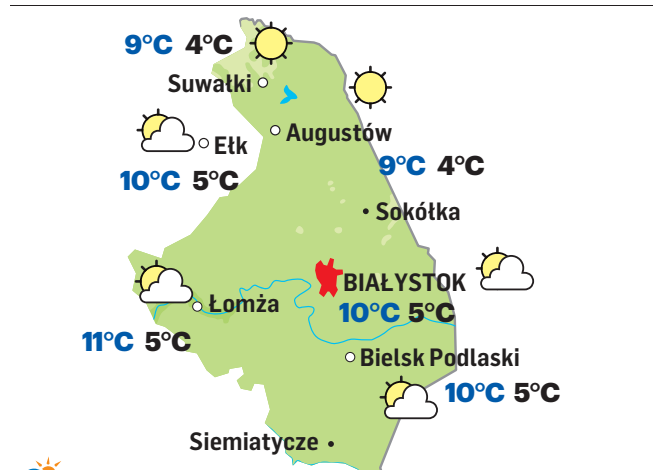 9°C 4°C
Suwałki
Augustów
Ełk
9°C 4°C
10°C 5°C
Sokółka
BIAŁYSTOK
Łomża
10°C 5°C
11°C 5°C
Bielsk Podlaski
10°C 5°C
Siemiatycze